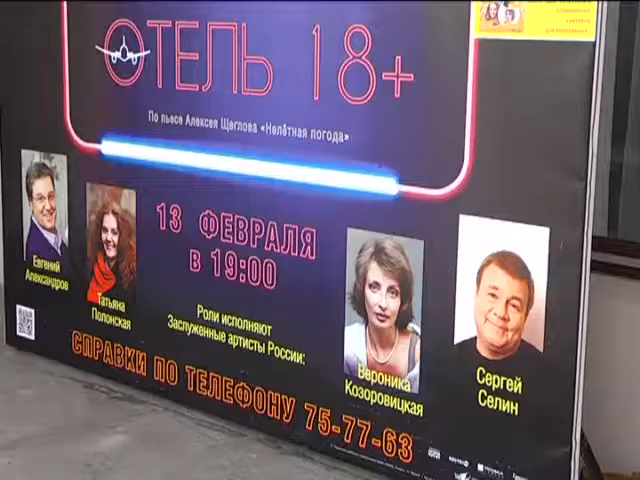 ОТЕЛЬ 18+
По пьесе Алексея Щеглова «Нелётная погода»
13 ФЕВРАЛЯ
в 19:00
Евгений
Александров
Татьяна
Полонская
Роли исполняют
Заслуженные артисты России:
Вероника
Козоровицкая
Сергей
Селин
СПРАВКИ ПО ТЕЛЕФОНУ 75-77-63